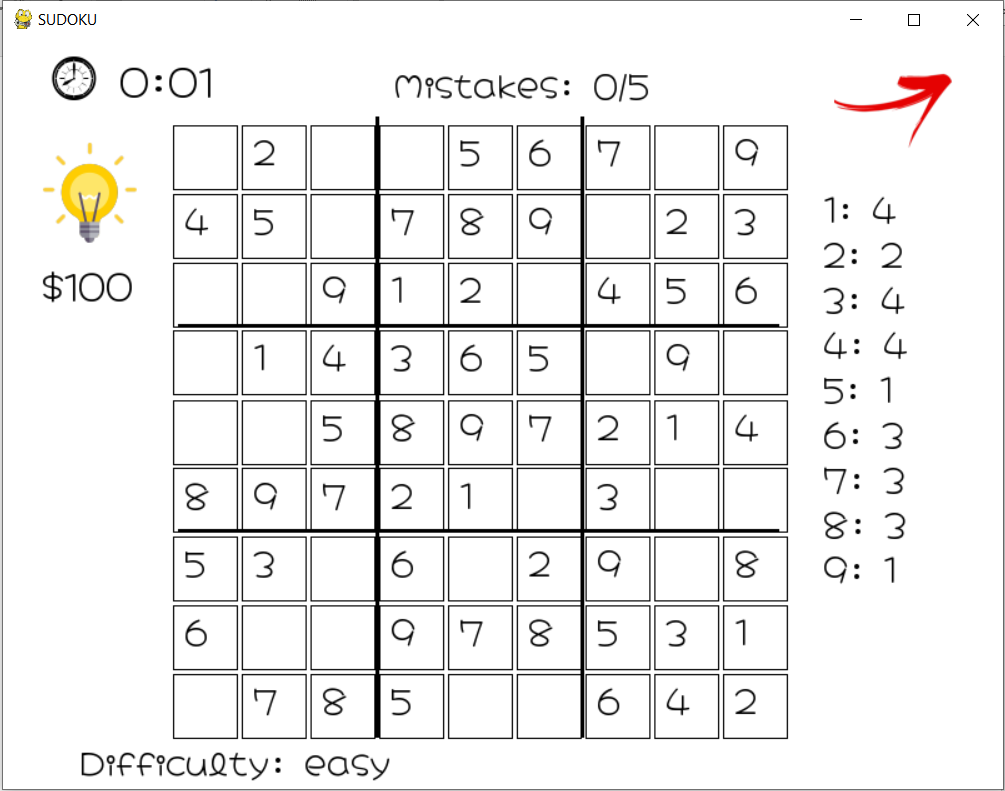 SUDOKU
0:01
Mistakes: 0/5
$100
2 5 6 7 9
4 5 7 8 9 2 3
9 1 2 4 5 6
1 4 3 6 5 9
5 8 9 7 2 1 4
8 9 7 2 1 3
5 3 6 2 9 8
6 9 7 8 5 3 1
7 8 5 6 4 2
1: 4
2: 2
3: 4
4: 4
5: 1
6: 3
7: 3
8: 3
9: 1
Difficulty: easy